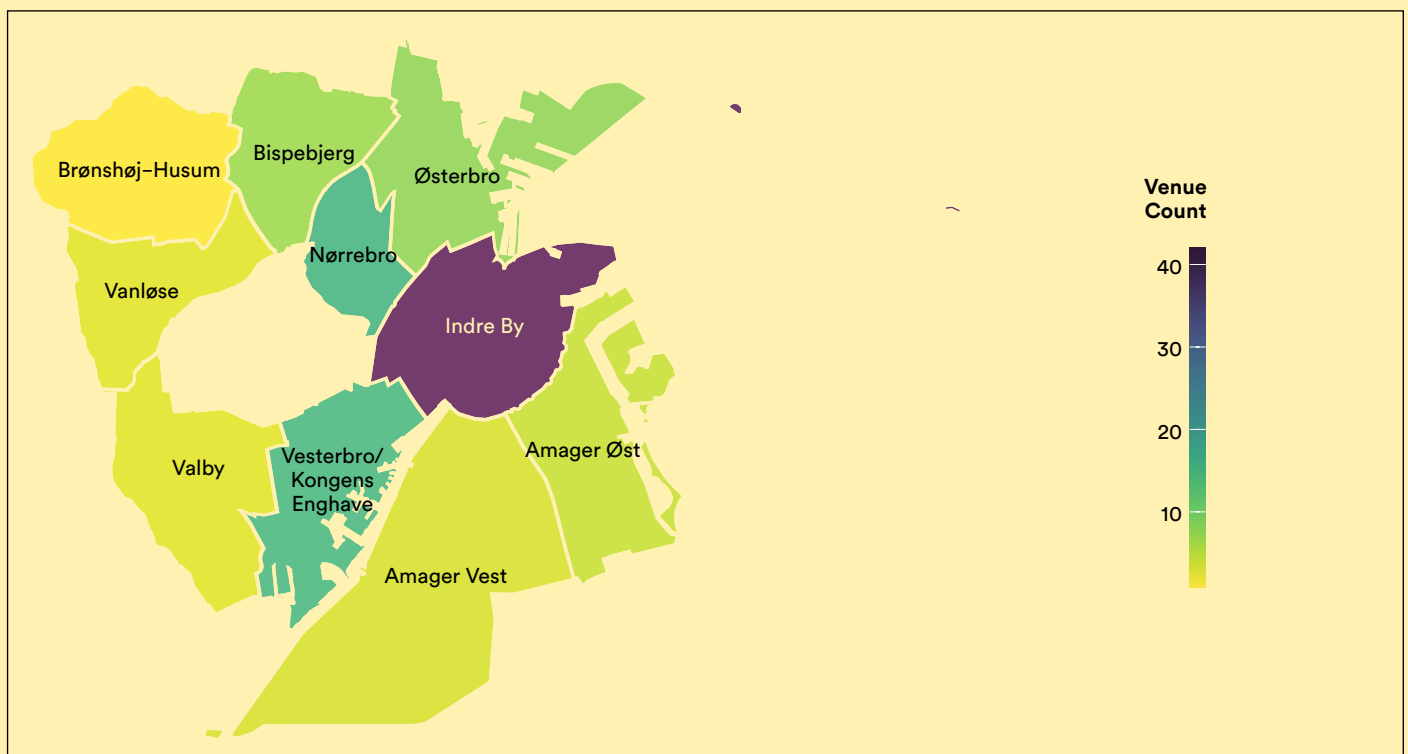 Brønshøj–Husum
Bispebjerg
Østerbro
Nørrebro
Vanløse
Indre By
Valby
Vesterbro/
Kongens
Enghave
Amager Øst
Amager Vest
Venue
Count
40
30
20
10